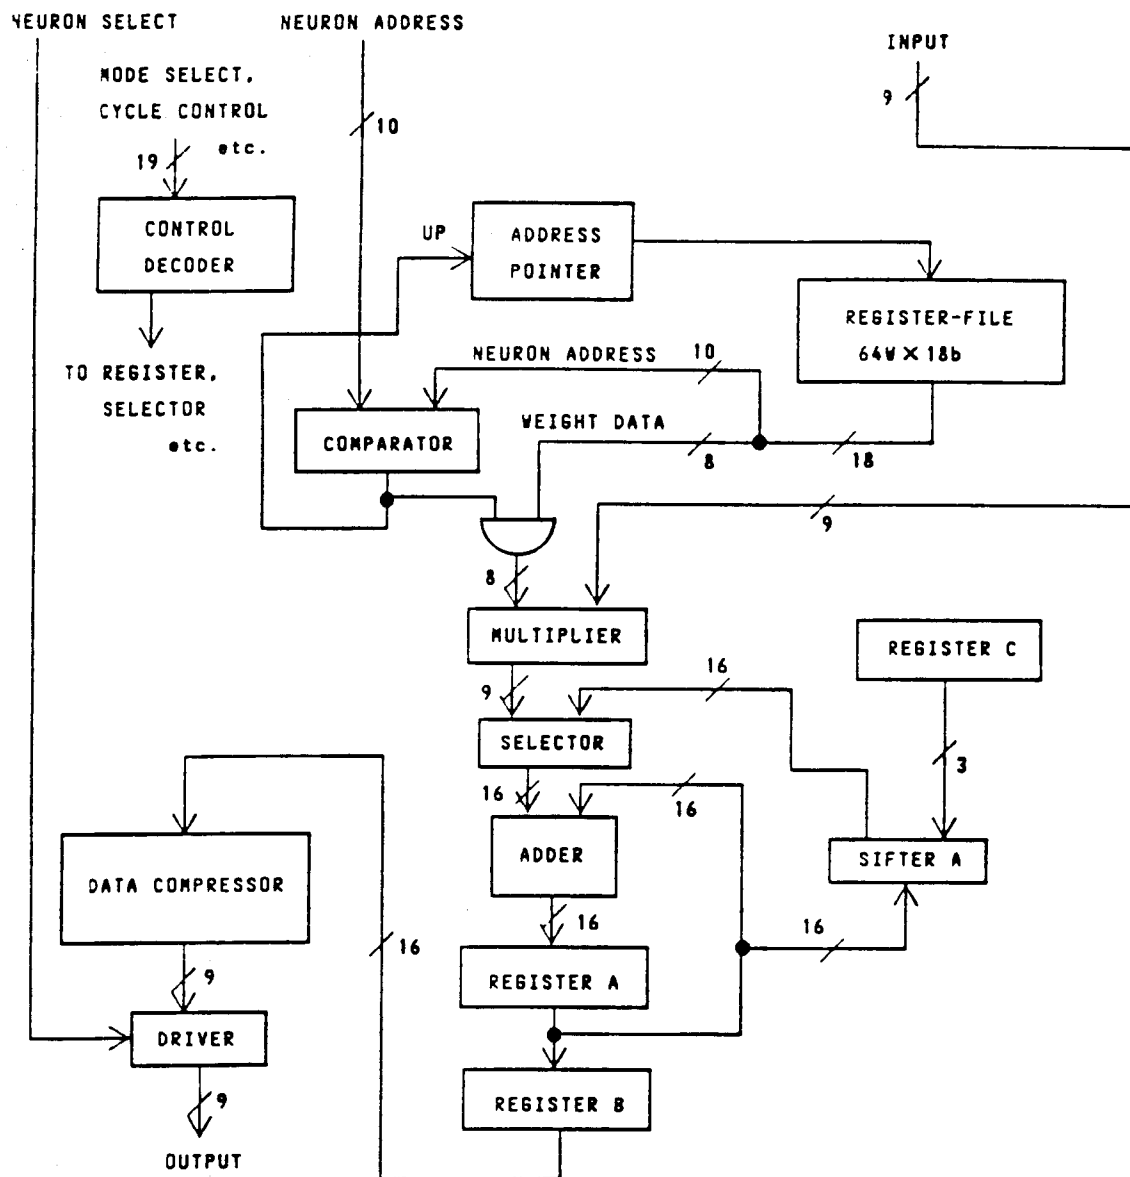 NEURON SELECT
NEURON ADDRESS
INPUT
MODE SELECT,
CYCLE CONTROL
etc.
9
10
19
CONTROL
DECODER
UP
ADDRESS
POINTER
REGISTER-FILE
64W × 18b
TO REGISTER,
SELECTOR
etc.
NEURON ADDRESS
10
COMPARATOR
WEIGHT DATA
8
18
9
8
MULTIPLIER
REGISTER C
9
16
SELECTOR
3
16
16
ADDER
SIFTER A
DATA COMPRESSOR
16
16
16
REGISTER A
9
DRIVER
9
REGISTER B
OUTPUT